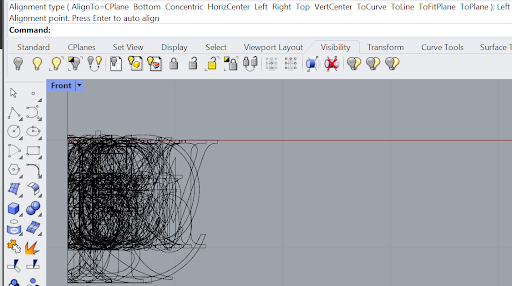 Alignment type ( AlignTo=CPlane Bottom Concentric HorizCenter Left Right Top VertCenter ToCurve ToLine ToFitPlane ToPlane ): Left
Alignment point. Press Enter to auto align
Command:
Standard CPlanes Set View Display Select Viewport Layout Visibility Transform Curve Tools Surface T
Front